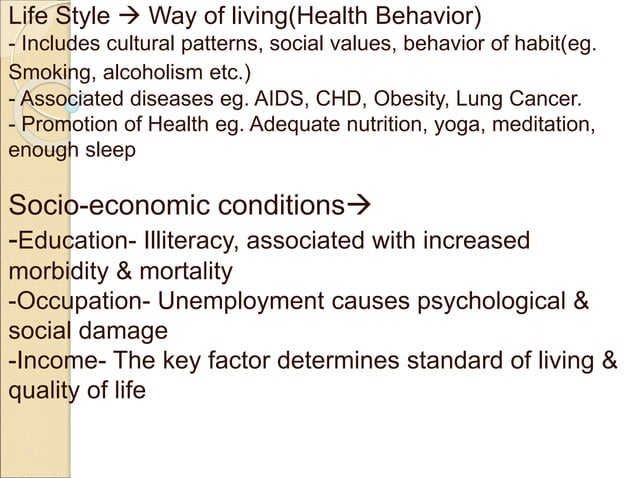 Life Style → Way of living(Health Behavior)
- Includes cultural patterns, social values, behavior of habit(eg.
Smoking, alcoholism etc.)
- Associated diseases eg. AIDS, CHD, Obesity, Lung Cancer.
- Promotion of Health eg. Adequate nutrition, yoga, meditation,
enough sleep
Socio-economic conditions→
-Education- Illiteracy, associated with increased
morbidity & mortality
-Occupation- Unemployment causes psychological &
social damage
-Income- The key factor determines standard of living &
quality of life